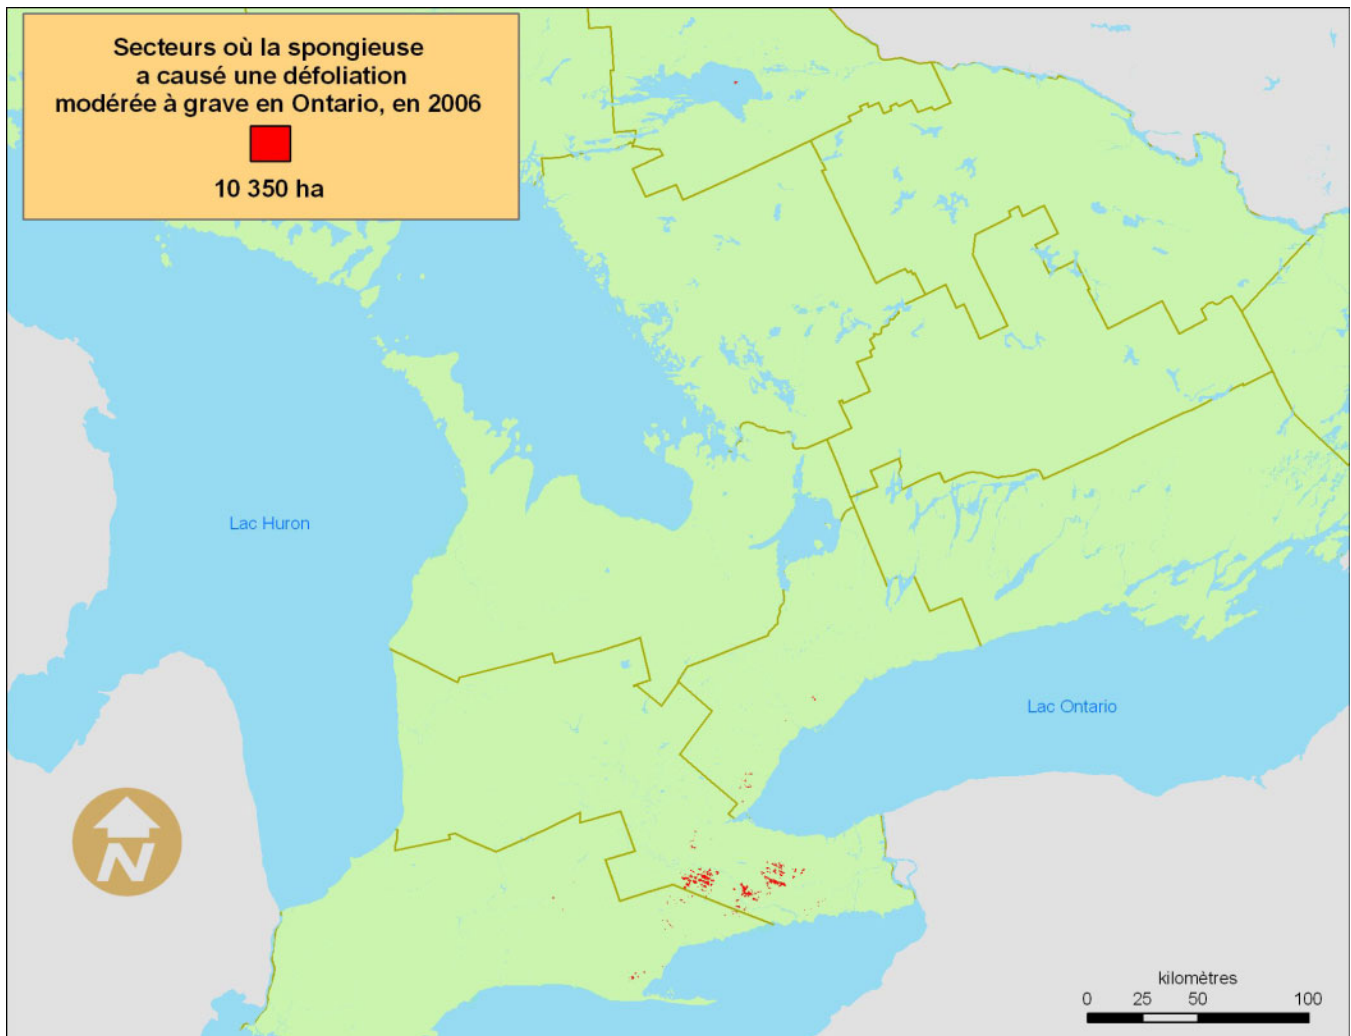 Secteurs où la spongieuse
a causé une défoliation
modérée à grave en Ontario, en 2006
10 350 ha
Lac Huron
Lac Ontario
N
kilomètres
0 25 50 100